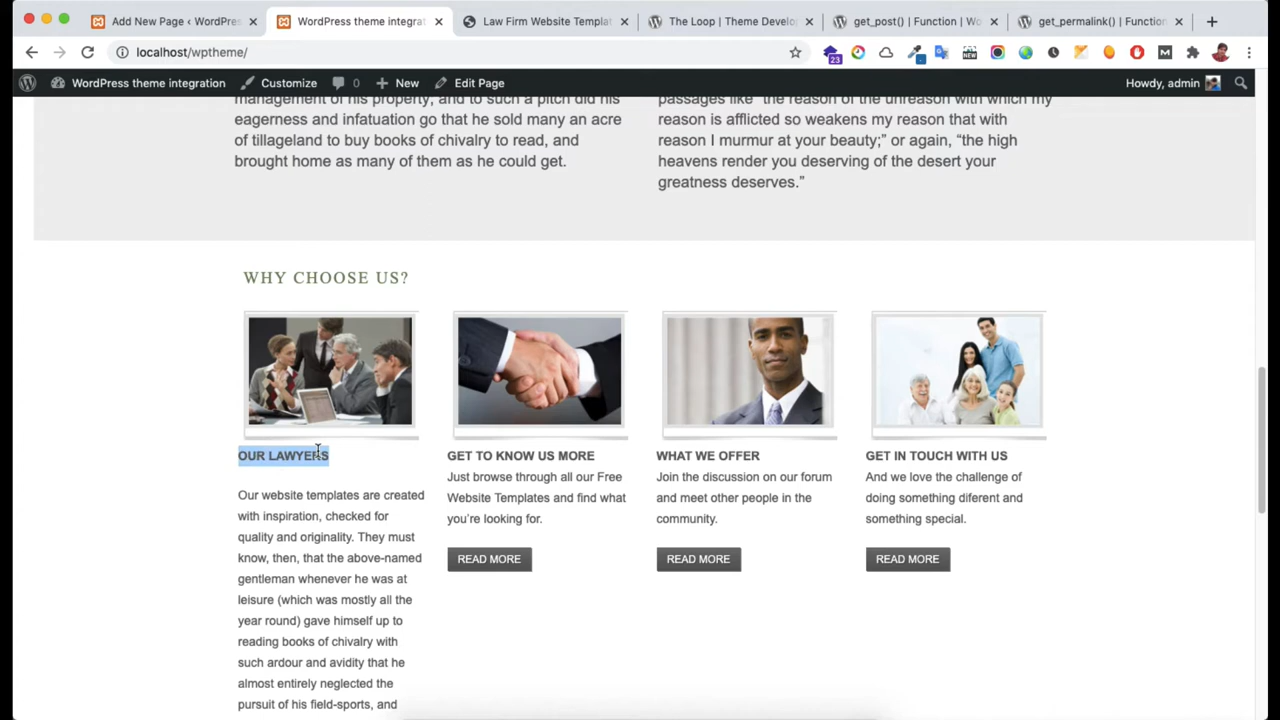 Add New Page < WordPres
WordPress theme integrat
Law Firm Website Templat
The Loop | Theme Develo
get_post() | Function | Wo
get_permalink() | Function
localhost/wptheme/
23
NEW
M
WordPress theme integration
Customize
0
New
Edit Page
Howdy, admin
management of his property, and to such a pitch did his
eagerness and infatuation go that he sold many an acre
of tillageland to buy books of chivalry to read, and
brought home as many of them as he could get.
passages like “the reason of the unreason with which my
reason is afflicted so weakens my reason that with
reason I murmur at your beauty;” or again, “the high
heavens render you deserving of the desert your
greatness deserves.”
WHY CHOOSE US?
OUR LAWYERS
Our website templates are created
with inspiration, checked for
quality and originality. They must
know, then, that the above-named
gentleman whenever he was at
leisure (which was mostly all the
year round) gave himself up to
reading books of chivalry with
such ardour and avidity that he
almost entirely neglected the
pursuit of his field-sports, and
GET TO KNOW US MORE
Just browse through all our Free
Website Templates and find what
you’re looking for.
READ MORE
WHAT WE OFFER
Join the discussion on our forum
and meet other people in the
community.
READ MORE
GET IN TOUCH WITH US
And we love the challenge of
doing something diferent and
something special.
READ MORE